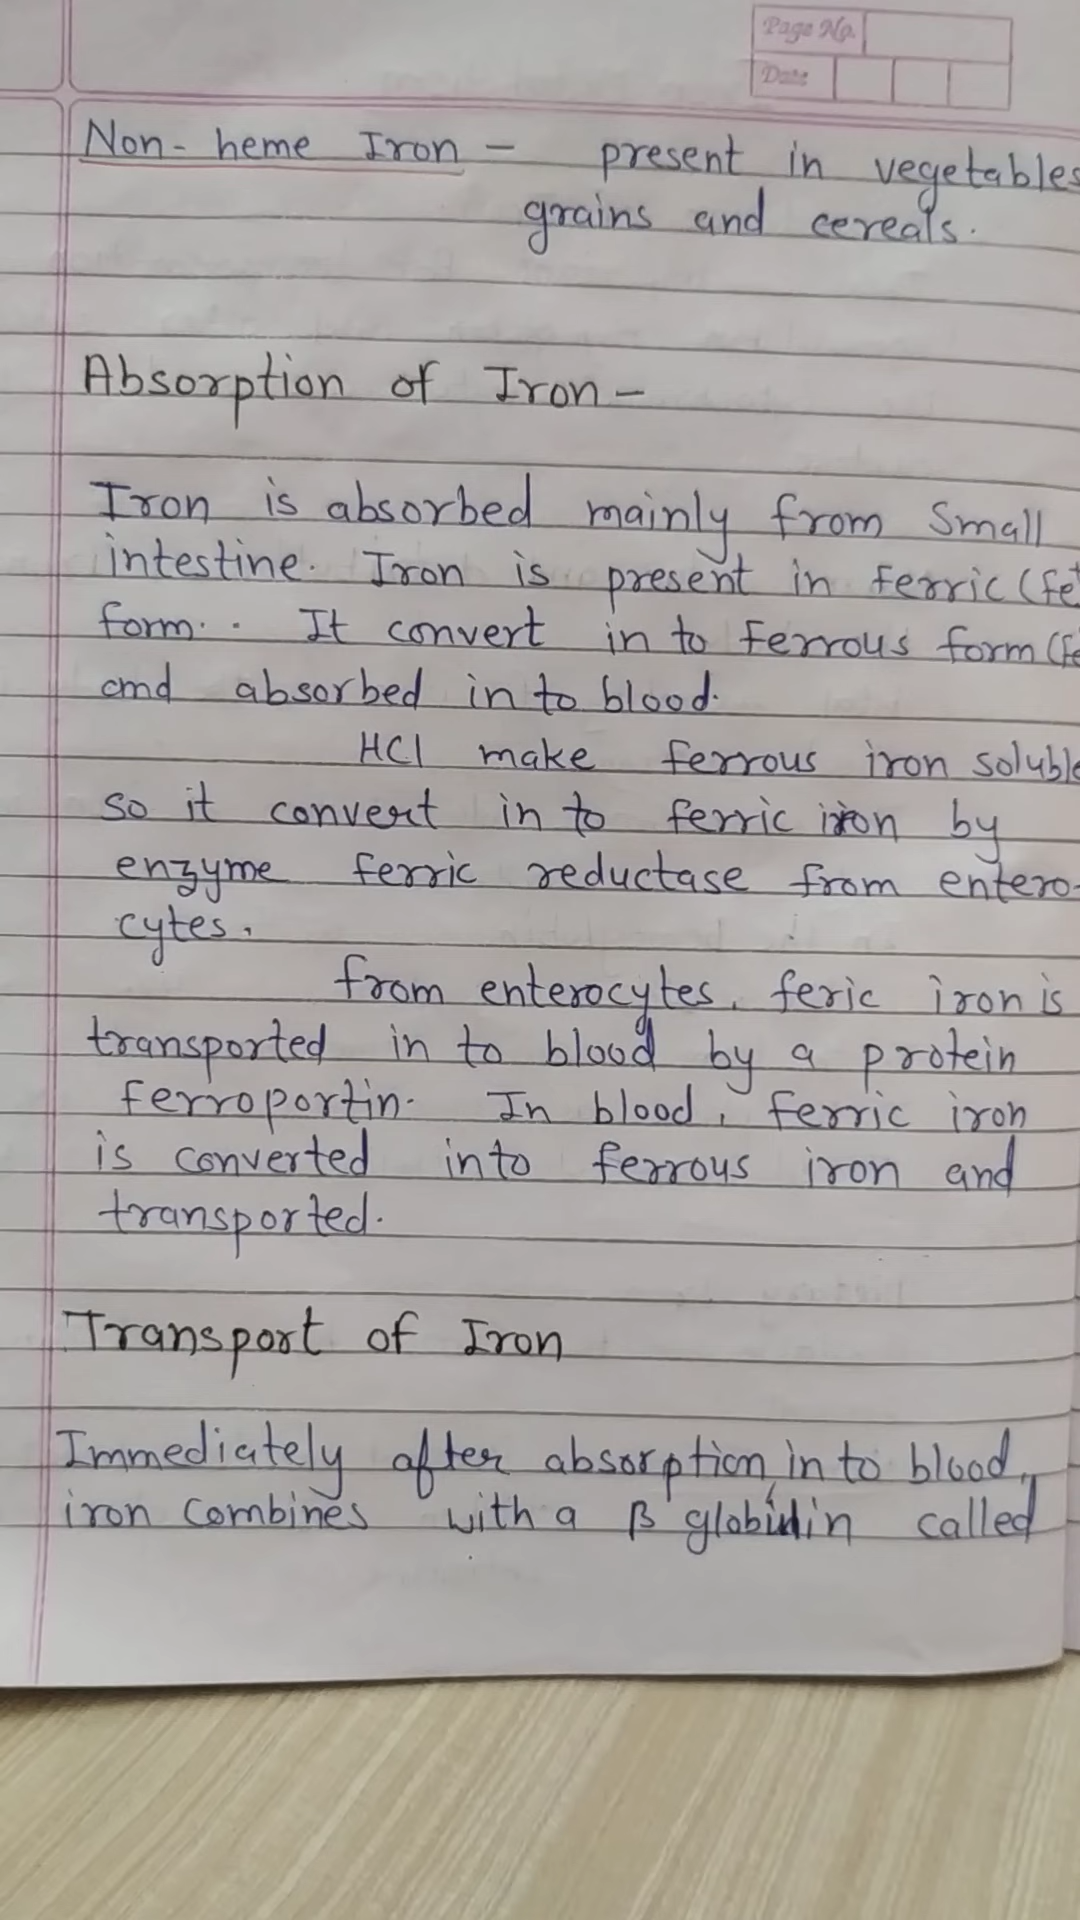 Page No.
Date
Non- heme Iron - present in vegetables
grains and cereals.
Absorption of Iron-
Iron is absorbed mainly from Small
intestine. Iron is present in ferric (fe+
form. . It convert in to ferrous form (fe
and absorbed in to blood.
HCl make ferrous iron soluble
so it convert in to ferric iron by
enzyme ferric reductase from entero-
cytes.
from enterocytes, feric iron is
transported in to blood by a protein
ferroportin. In blood, ferric iron
is converted into ferrous iron and
transported.
Transport of Iron
Immediately after absorption in to blood,
iron combines with a β called